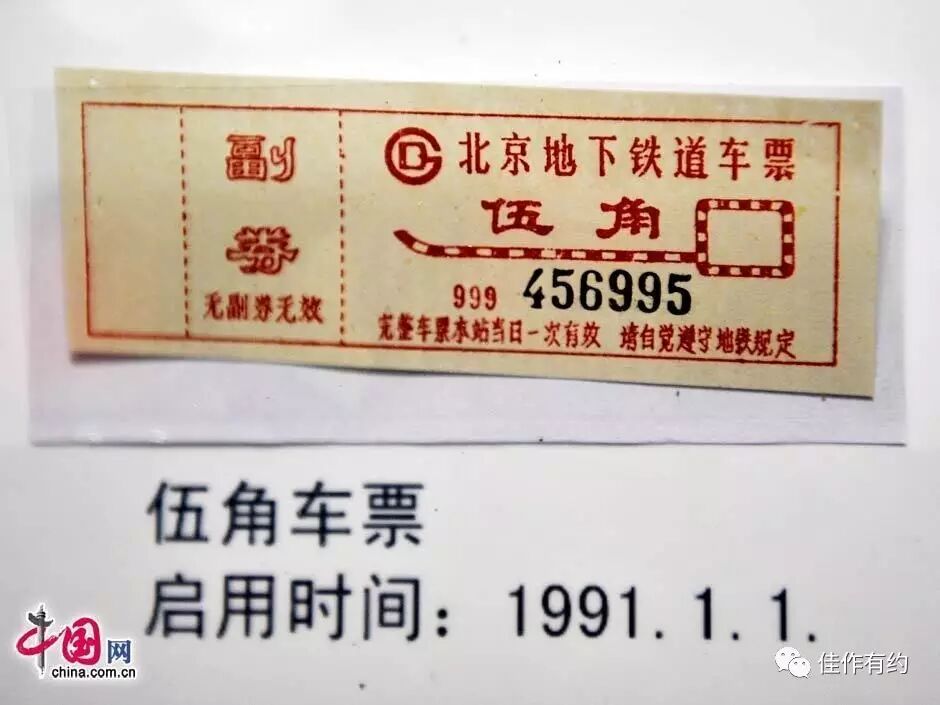 副
券
无副券无效
北京地下铁道车票
伍角
999 456995
完整车票本站当日一次有效 请自觉遵守地铁规定
伍角车票
启用时间：1991.1.1.
中国网
china.com.cn
佳作有约